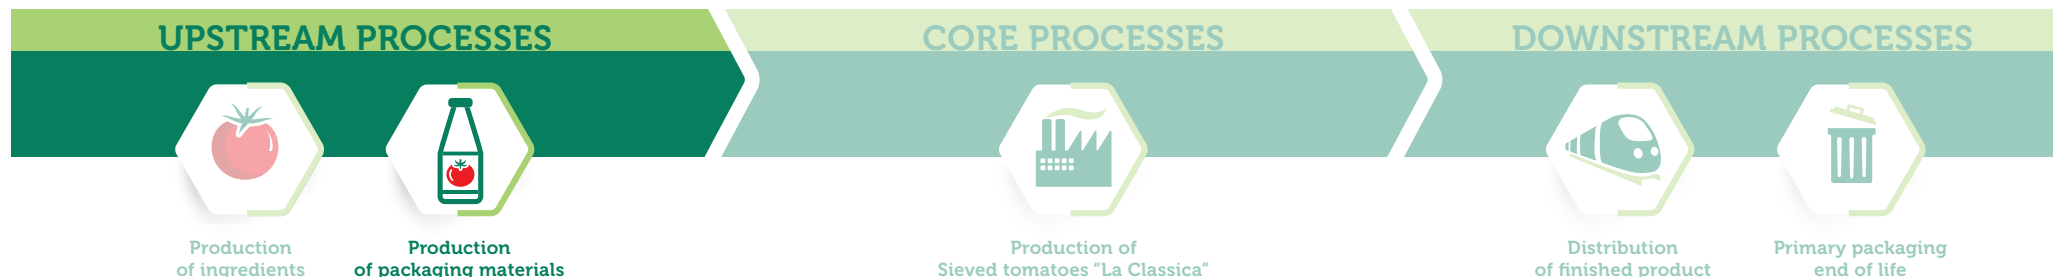 UPSTREAM PROCESSES
CORE PROCESSES
DOWNSTREAM PROCESSES
Production
of ingredients
Production
of packaging materials
Production of
Sieved tomatoes “La Classica”
Distribution
of finished product
Primary packaging
end of life